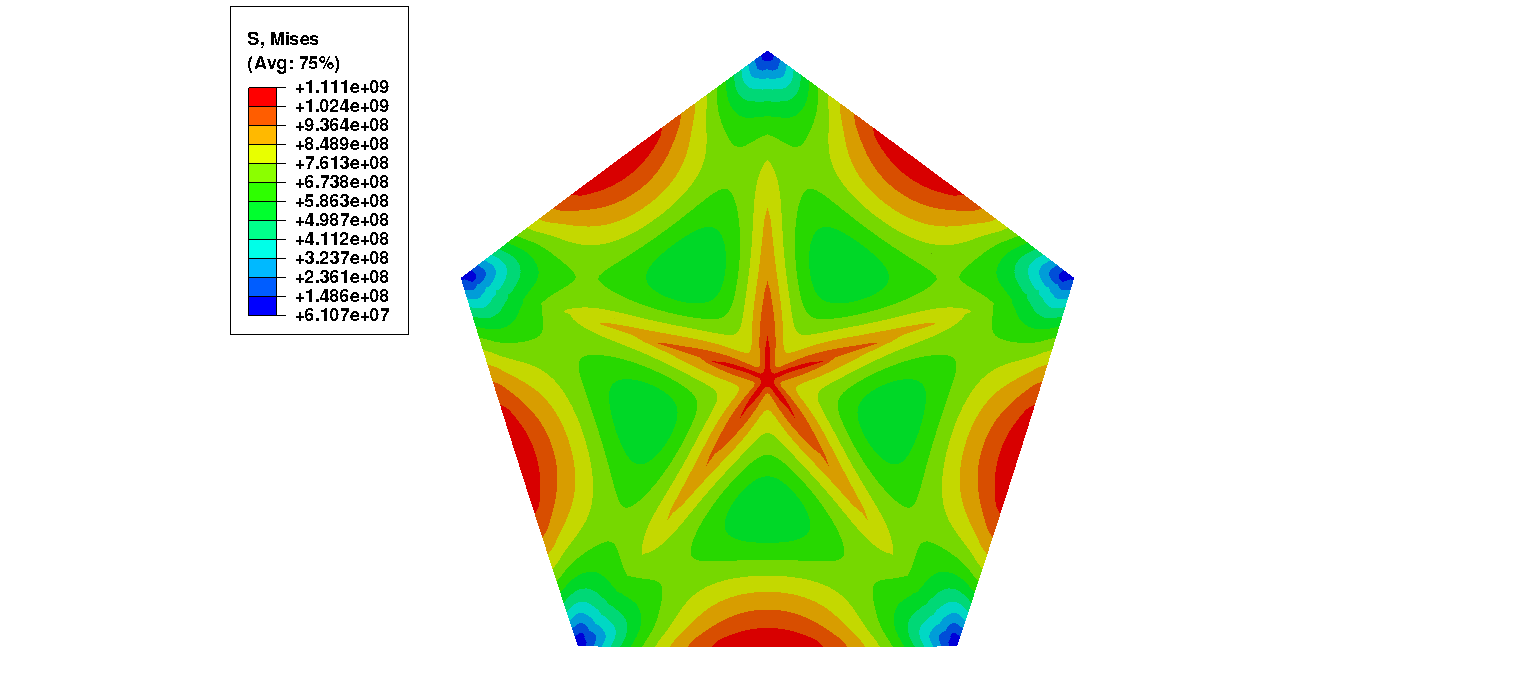 S, Mises
(Avg: 75%)
+1.111e+09
+1.024e+09
+9.364e+08
+8.489e+08
+7.613e+08
+6.738e+08
+5.863e+08
+4.987e+08
+4.112e+08
+3.237e+08
+2.361e+08
+1.486e+08
+6.107e+07